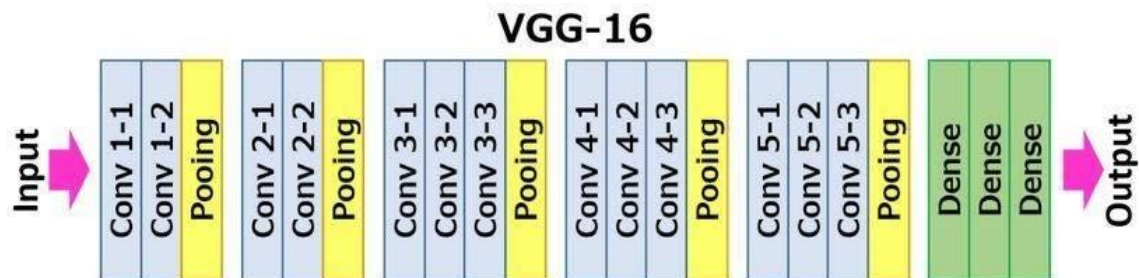 VGG-16
Input
Conv 1-1
Conv 1-2
Pooing
Conv 2-1
Conv 2-2
Pooing
Conv 3-1
Conv 3-2
Conv 3-3
Pooing
Conv 4-1
Conv 4-2
Conv 4-3
Pooing
Conv 5-1
Conv 5-2
Conv 5-3
Pooing
Dense
Dense
Dense
Output